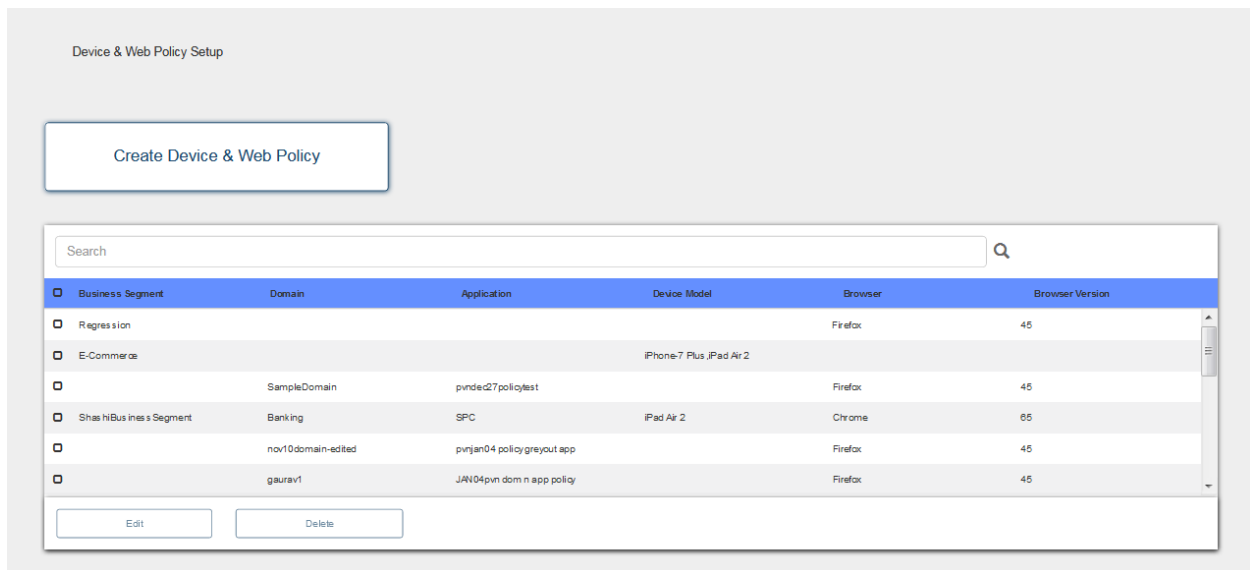 Device & Web Policy Setup
Create Device & Web Policy
Search
Business Segment Domain Application Device Model Browser Browser Version
Regression Firefox 45
E-Commerce iPhone-7 Plus ,iPad Air 2
SampleDomain pvndec27policytest Firefox 45
ShashiBusiness Segment Banking SPC iPad Air 2 Chrome 65
nov10domain-edited pvnjan04 policygreyout app Firefox 45
gaurav1 JAN04pvn dom n app policy Firefox 45
Edit Delete